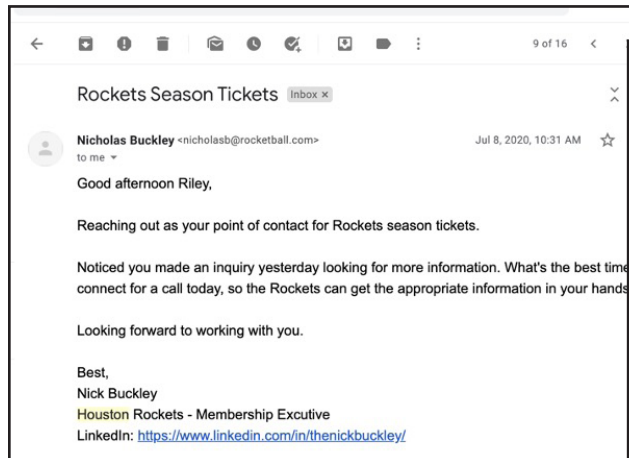 9 of 16
Rockets Season Tickets Inbox x
Nicholas Buckley <nicholasb@rocketball.com> Jul 8, 2020, 10:31 AM
to me
Good afternoon Riley,
Reaching out as your point of contact for Rockets season tickets.
Noticed you made an inquiry yesterday looking for more information. What's the best time
connect for a call today, so the Rockets can get the appropriate information in your hands
Looking forward to working with you.
Best,
Nick Buckley
Houston Rockets - Membership Excutive
LinkedIn: https://www.linkedin.com/in/thenickbuckley/